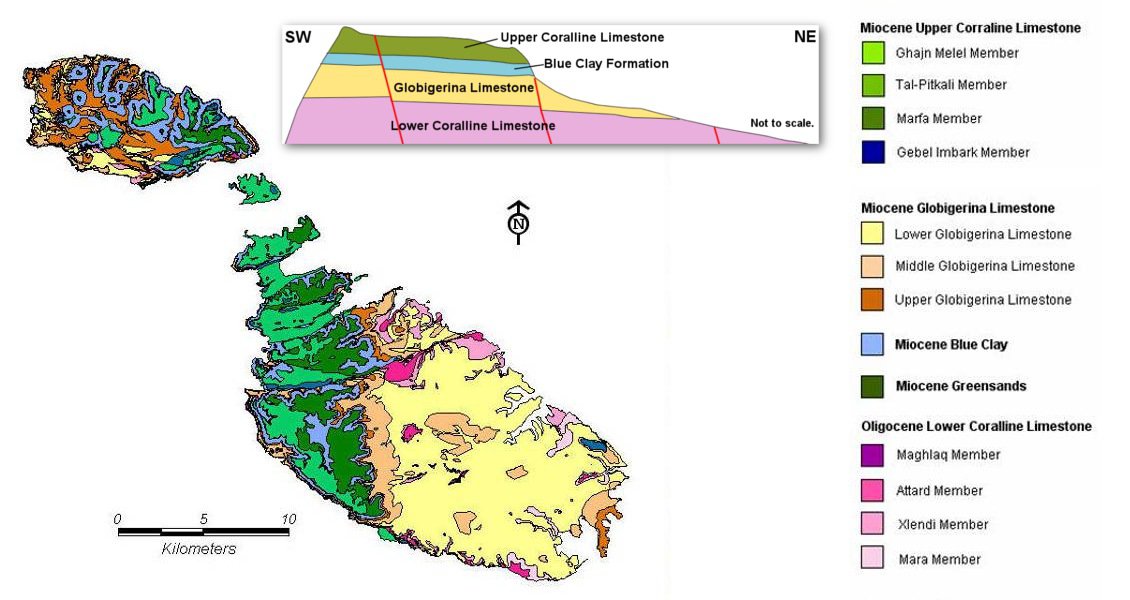 SW
NE
Upper Coralline Limestone
Blue Clay Formation
Globigerina Limestone
Lower Coralline Limestone
Not to scale.
N
0 5 10
Kilometers
Miocene Upper Corraline Limestone
Ghajn Melel Member
Tal-Pitkali Member
Marfa Member
Gebel Imbark Member
Miocene Globigerina Limestone
Lower Globigerina Limestone
Middle Globigerina Limestone
Upper Globigerina Limestone
Miocene Blue Clay
Miocene Greensands
Oligocene Lower Coralline Limestone
Maghlaq Member
Attard Member
Xlendi Member
Mara Member